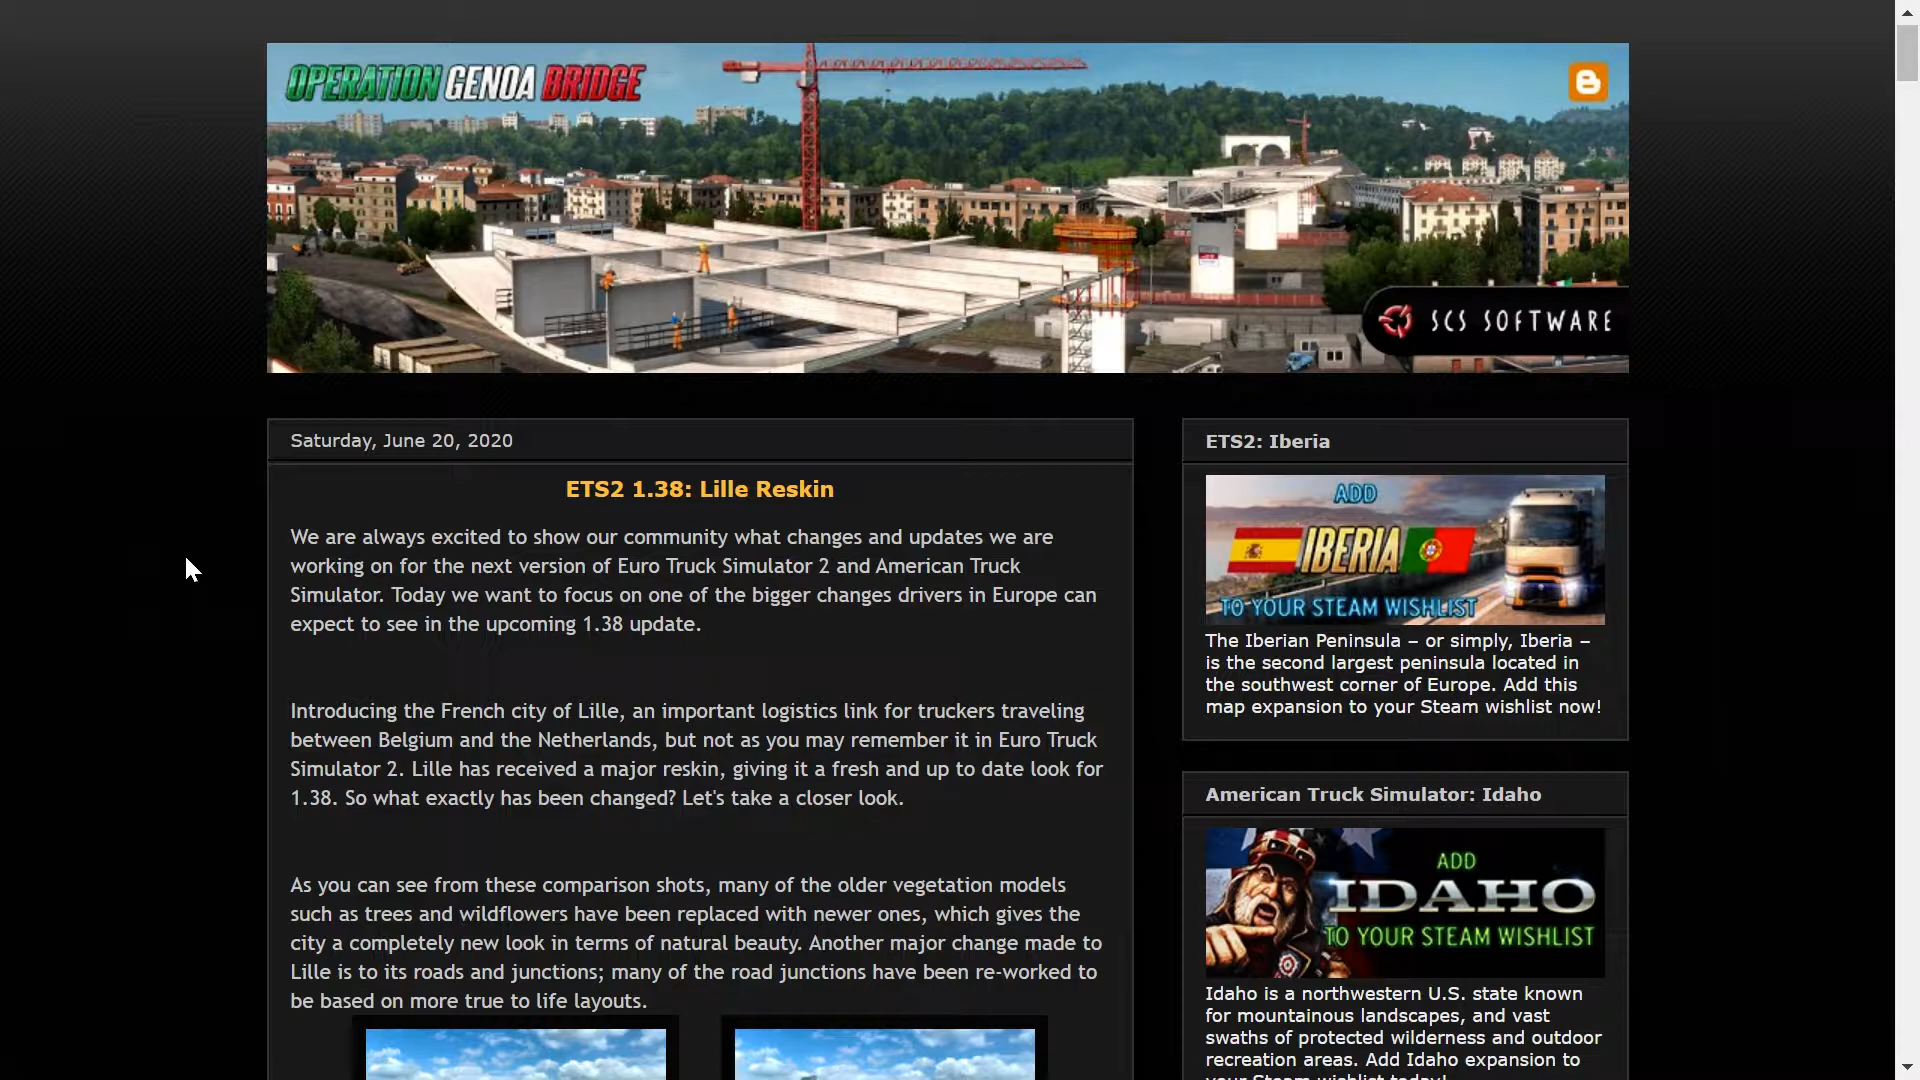 OPERATION GENOA BRIDGE
SCS SOFTWARE
Saturday, June 20, 2020
ETS2 1.38: Lille Reskin
We are always excited to show our community what changes and updates we are
working on for the next version of Euro Truck Simulator 2 and American Truck
Simulator. Today we want to focus on one of the bigger changes drivers in Europe can
expect to see in the upcoming 1.38 update.
Introducing the French city of Lille, an important logistics link for truckers traveling
between Belgium and the Netherlands, but not as you may remember it in Euro Truck
Simulator 2. Lille has received a major reskin, giving it a fresh and up to date look for
1.38. So what exactly has been changed? Let's take a closer look.
As you can see from these comparison shots, many of the older vegetation models
such as trees and wildflowers have been replaced with newer ones, which gives the
city a completely new look in terms of natural beauty. Another major change made to
Lille is to its roads and junctions; many of the road junctions have been re-worked to
be based on more true to life layouts.
ETS2: Iberia
ADD
IBERIA
TO YOUR STEAM WISHLIST
The Iberian Peninsula – or simply, Iberia –
is the second largest peninsula located in
the southwest corner of Europe. Add this
map expansion to your Steam wishlist now!
American Truck Simulator: Idaho
ADD
IDAHO
TO YOUR STEAM WISHLIST
Idaho is a northwestern U.S. state known
for mountainous landscapes, and vast
swaths of protected wilderness and outdoor
recreation areas. Add Idaho expansion to
your Steam wishlist today!